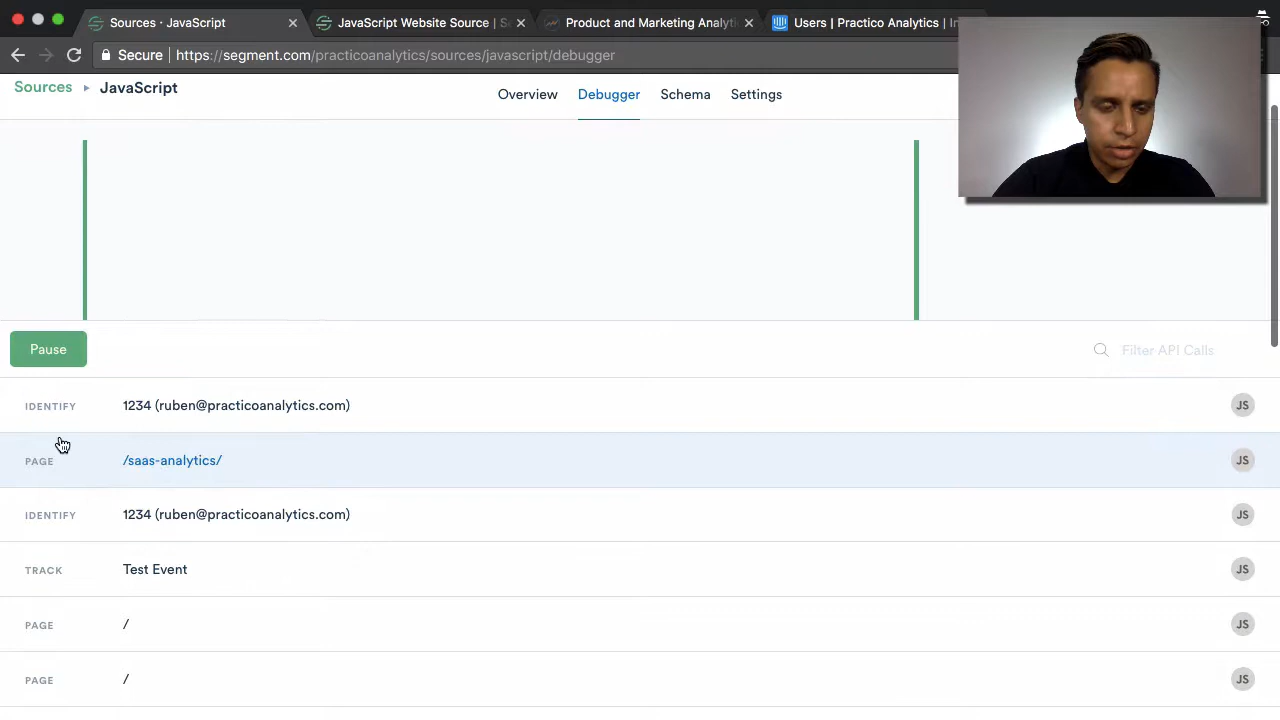 Sources · JavaScript
JavaScript Website Source | S
Product and Marketing Analyti
Users | Practico Analytics | In
Secure
https://segment.com/practicoanalytics/sources/javascript/debugger
Sources ▸ JavaScript
Overview Debugger Schema Settings
Pause
Filter API Calls
IDENTIFY 1234 (ruben@practicoanalytics.com) JS
PAGE /saas-analytics/ JS
IDENTIFY 1234 (ruben@practicoanalytics.com) JS
TRACK Test Event JS
PAGE / JS
PAGE / JS